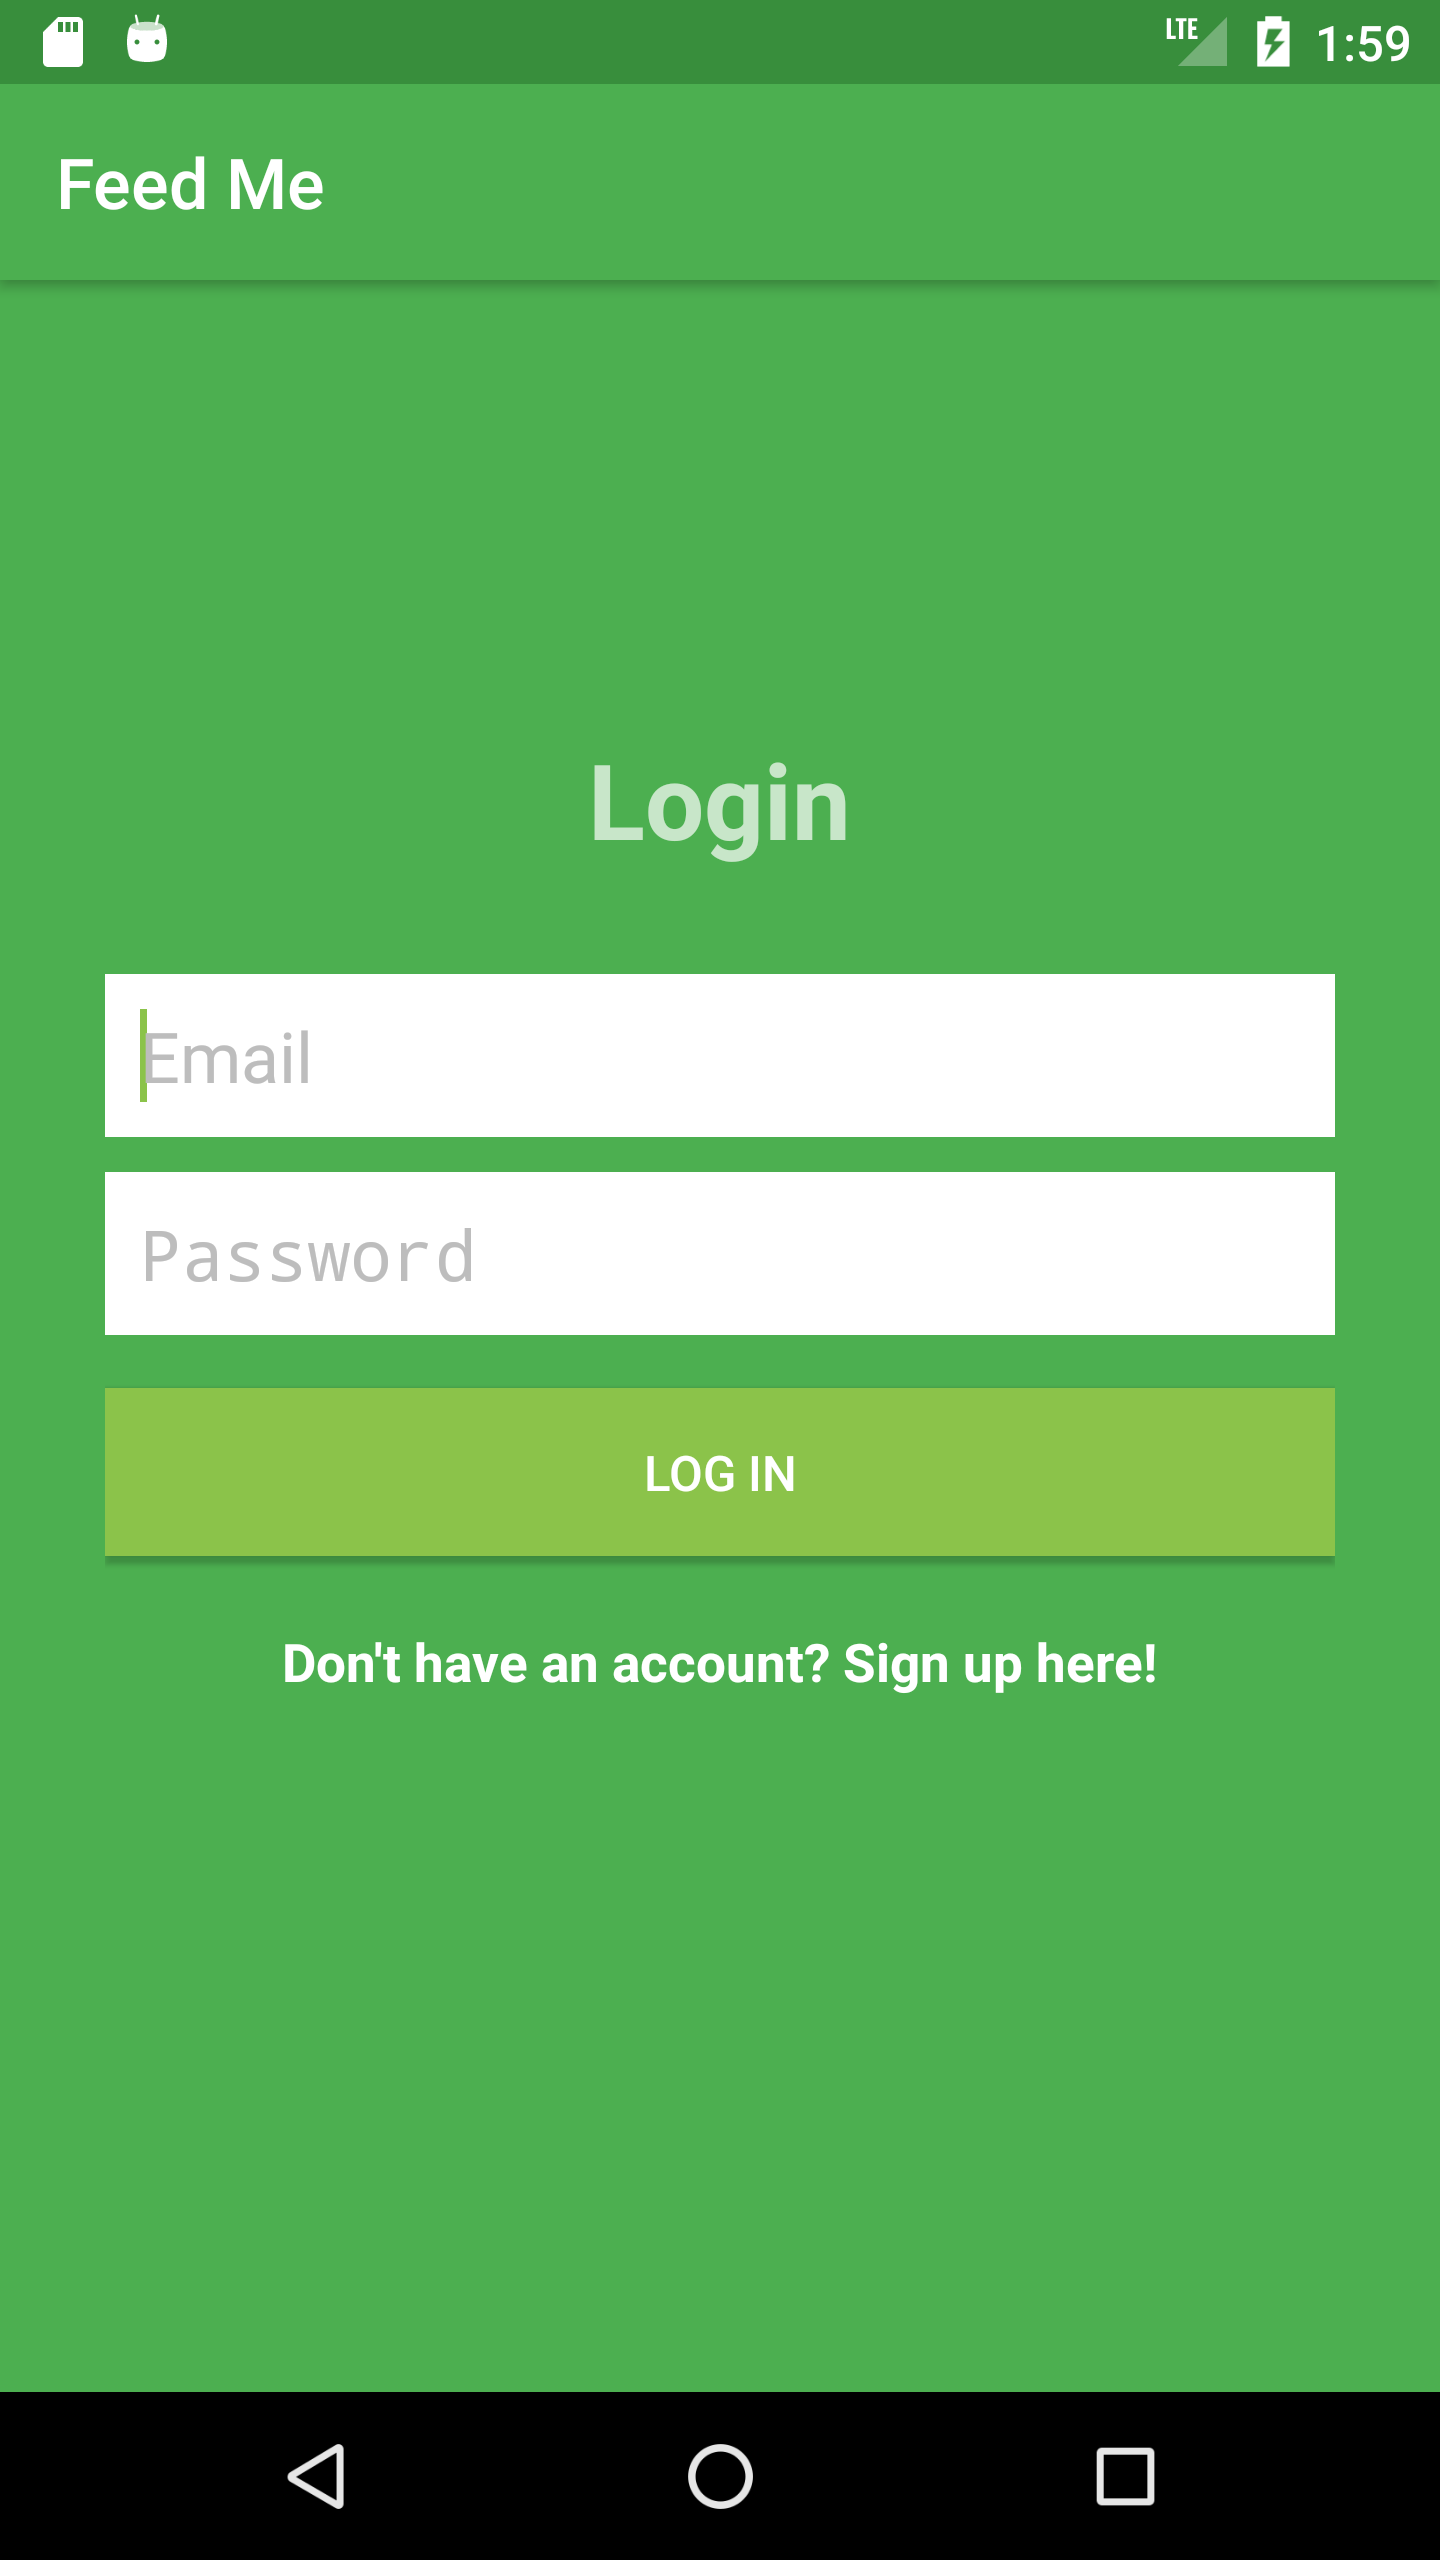 LTE 1:59
Feed Me
Login
Email
Password
LOG IN
Don't have an account? Sign up here!